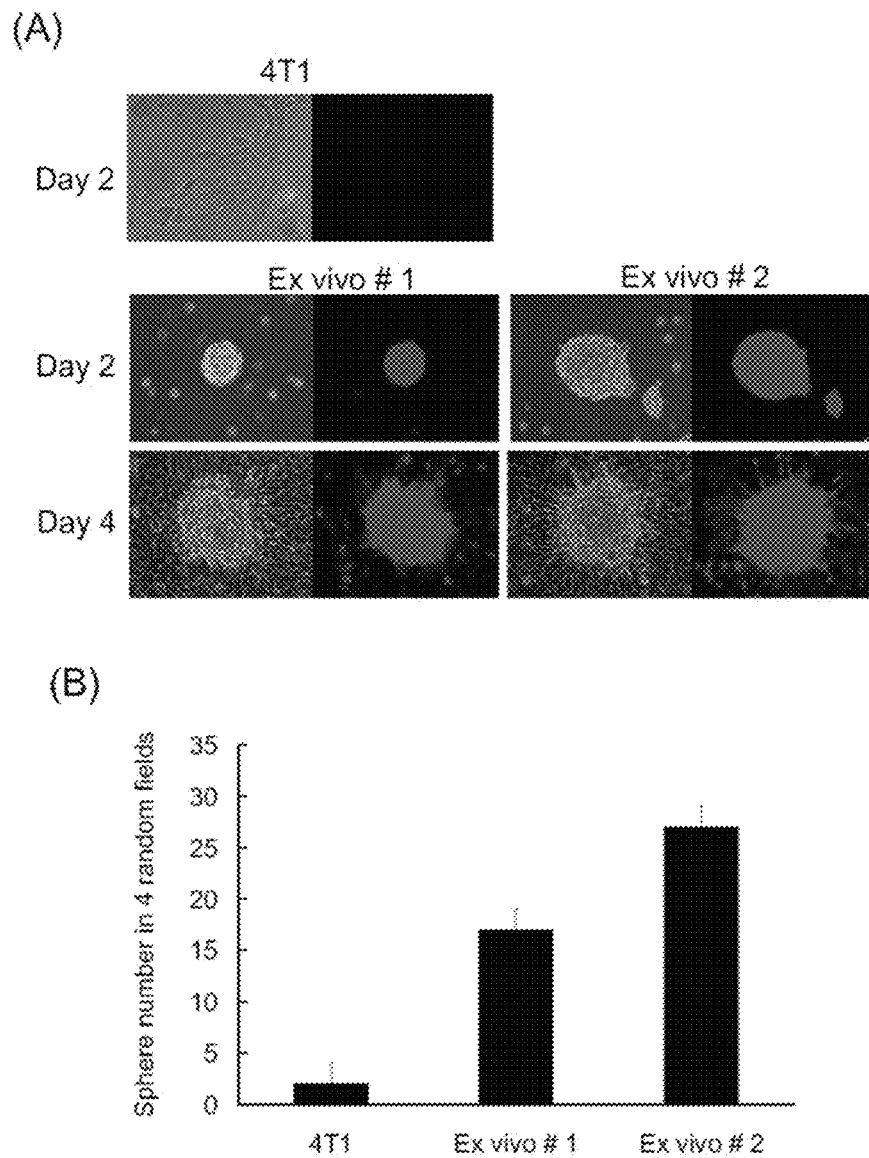 (A)
4T1
Day 2
Ex vivo # 1
Ex vivo # 2
Day 2
Day 4
(B)
Sphere number in 4 random fields
35
30
25
20
15
10
5
0
4T1
Ex vivo # 1
Ex vivo # 2